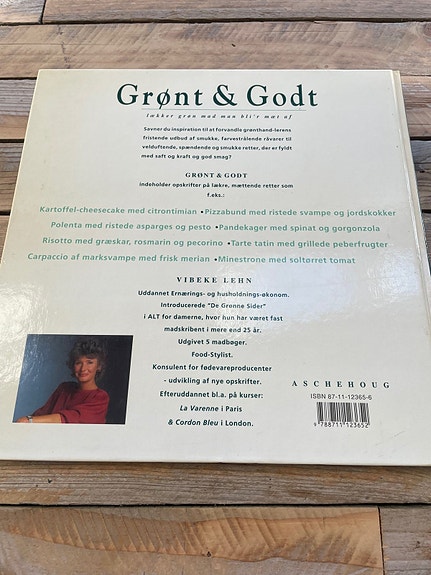 Grønt & Godt
lækker grøn mad man bli'r mæt af
Savner du inspiration til at forvandle grønthand-lerens
fristende udbud af smukke, farvestrålende råvarer til
velduftende, spændende og smukke retter, der er fyldt
med saft og kraft og god smag?
GRØNT & GODT
indeholder opskrifter på lækre, mættende retter som
f.eks.:
Kartoffel-cheesecake med citrontimian • Pizzabund med ristede svampe og jordskokker
Polenta med ristede asparges og pesto • Pandekager med spinat og gorgonzola
Risotto med græskar, rosmarin og pecorino • Tarte tatin med grillede peberfrugter
Carpaccio af marksvampe med frisk merian • Minestrone med soltørret tomat
VIBEKE LEHN
Uddannet Ernærings- og husholdnings-økonom.
Introducerede "De Grønne Sider"
i ALT for damerne, hvor hun har været fast
madskribent i mere end 25 år.
Udgivet 5 madbøger.
Food-Stylist.
Konsulent for fødevareproducenter
- udvikling af nye opskrifter.
Efteruddannet bl.a. på kurser:
La Varenne i Paris
& Cordon Bleu i London.
ASCHEHOUG
ISBN 87-11-12365-6
9 788711 123652